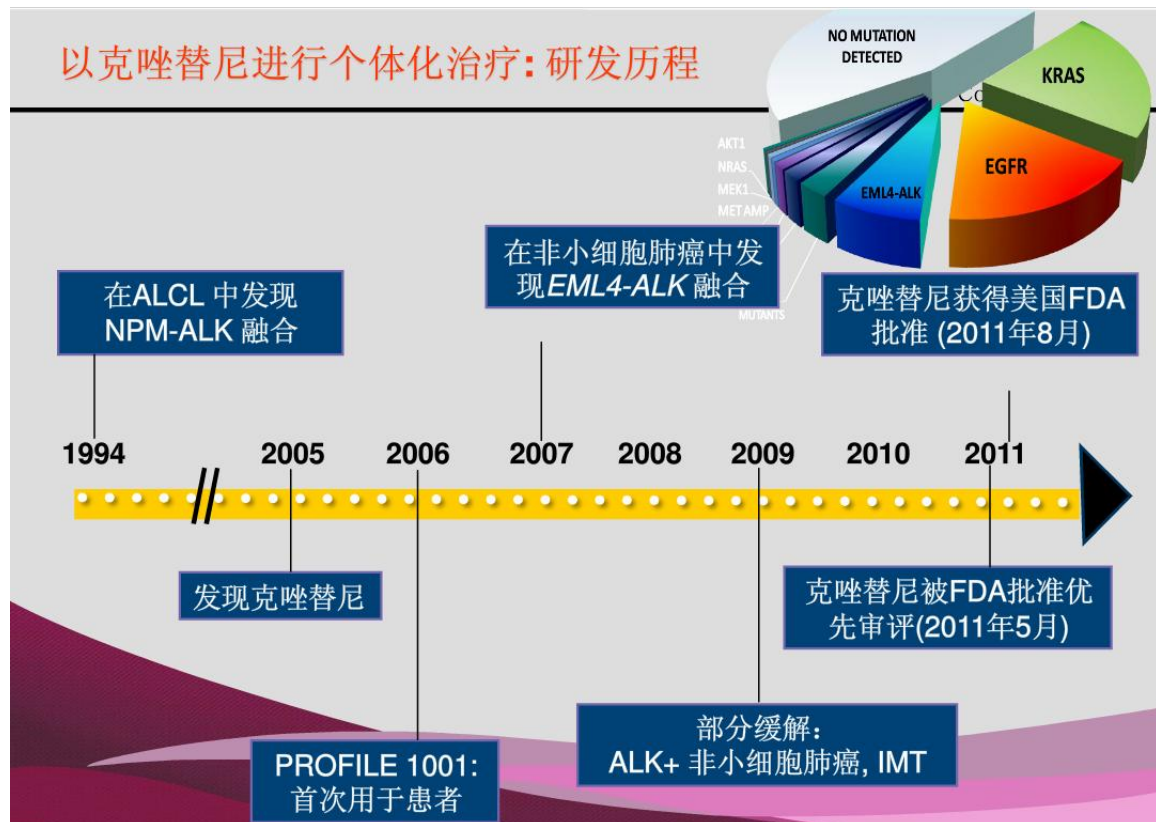 以克唑替尼进行个体化治疗: 研发历程
NO MUTATION
DETECTED
KRAS
Co
EGFR
EML4-ALK
AKT1
NRAS
MEK1
MET AMP
MUTANTS
在ALCL 中发现
NPM-ALK 融合
在非小细胞肺癌中发
现EML4-ALK 融合
克唑替尼获得美国FDA
批准 (2011年8月)
1994
2005
2006
2007
2008
2009
2010
2011
发现克唑替尼
克唑替尼被FDA批准优
先审评(2011年5月)
PROFILE 1001:
首次用于患者
部分缓解:
ALK+ 非小细胞肺癌, IMT